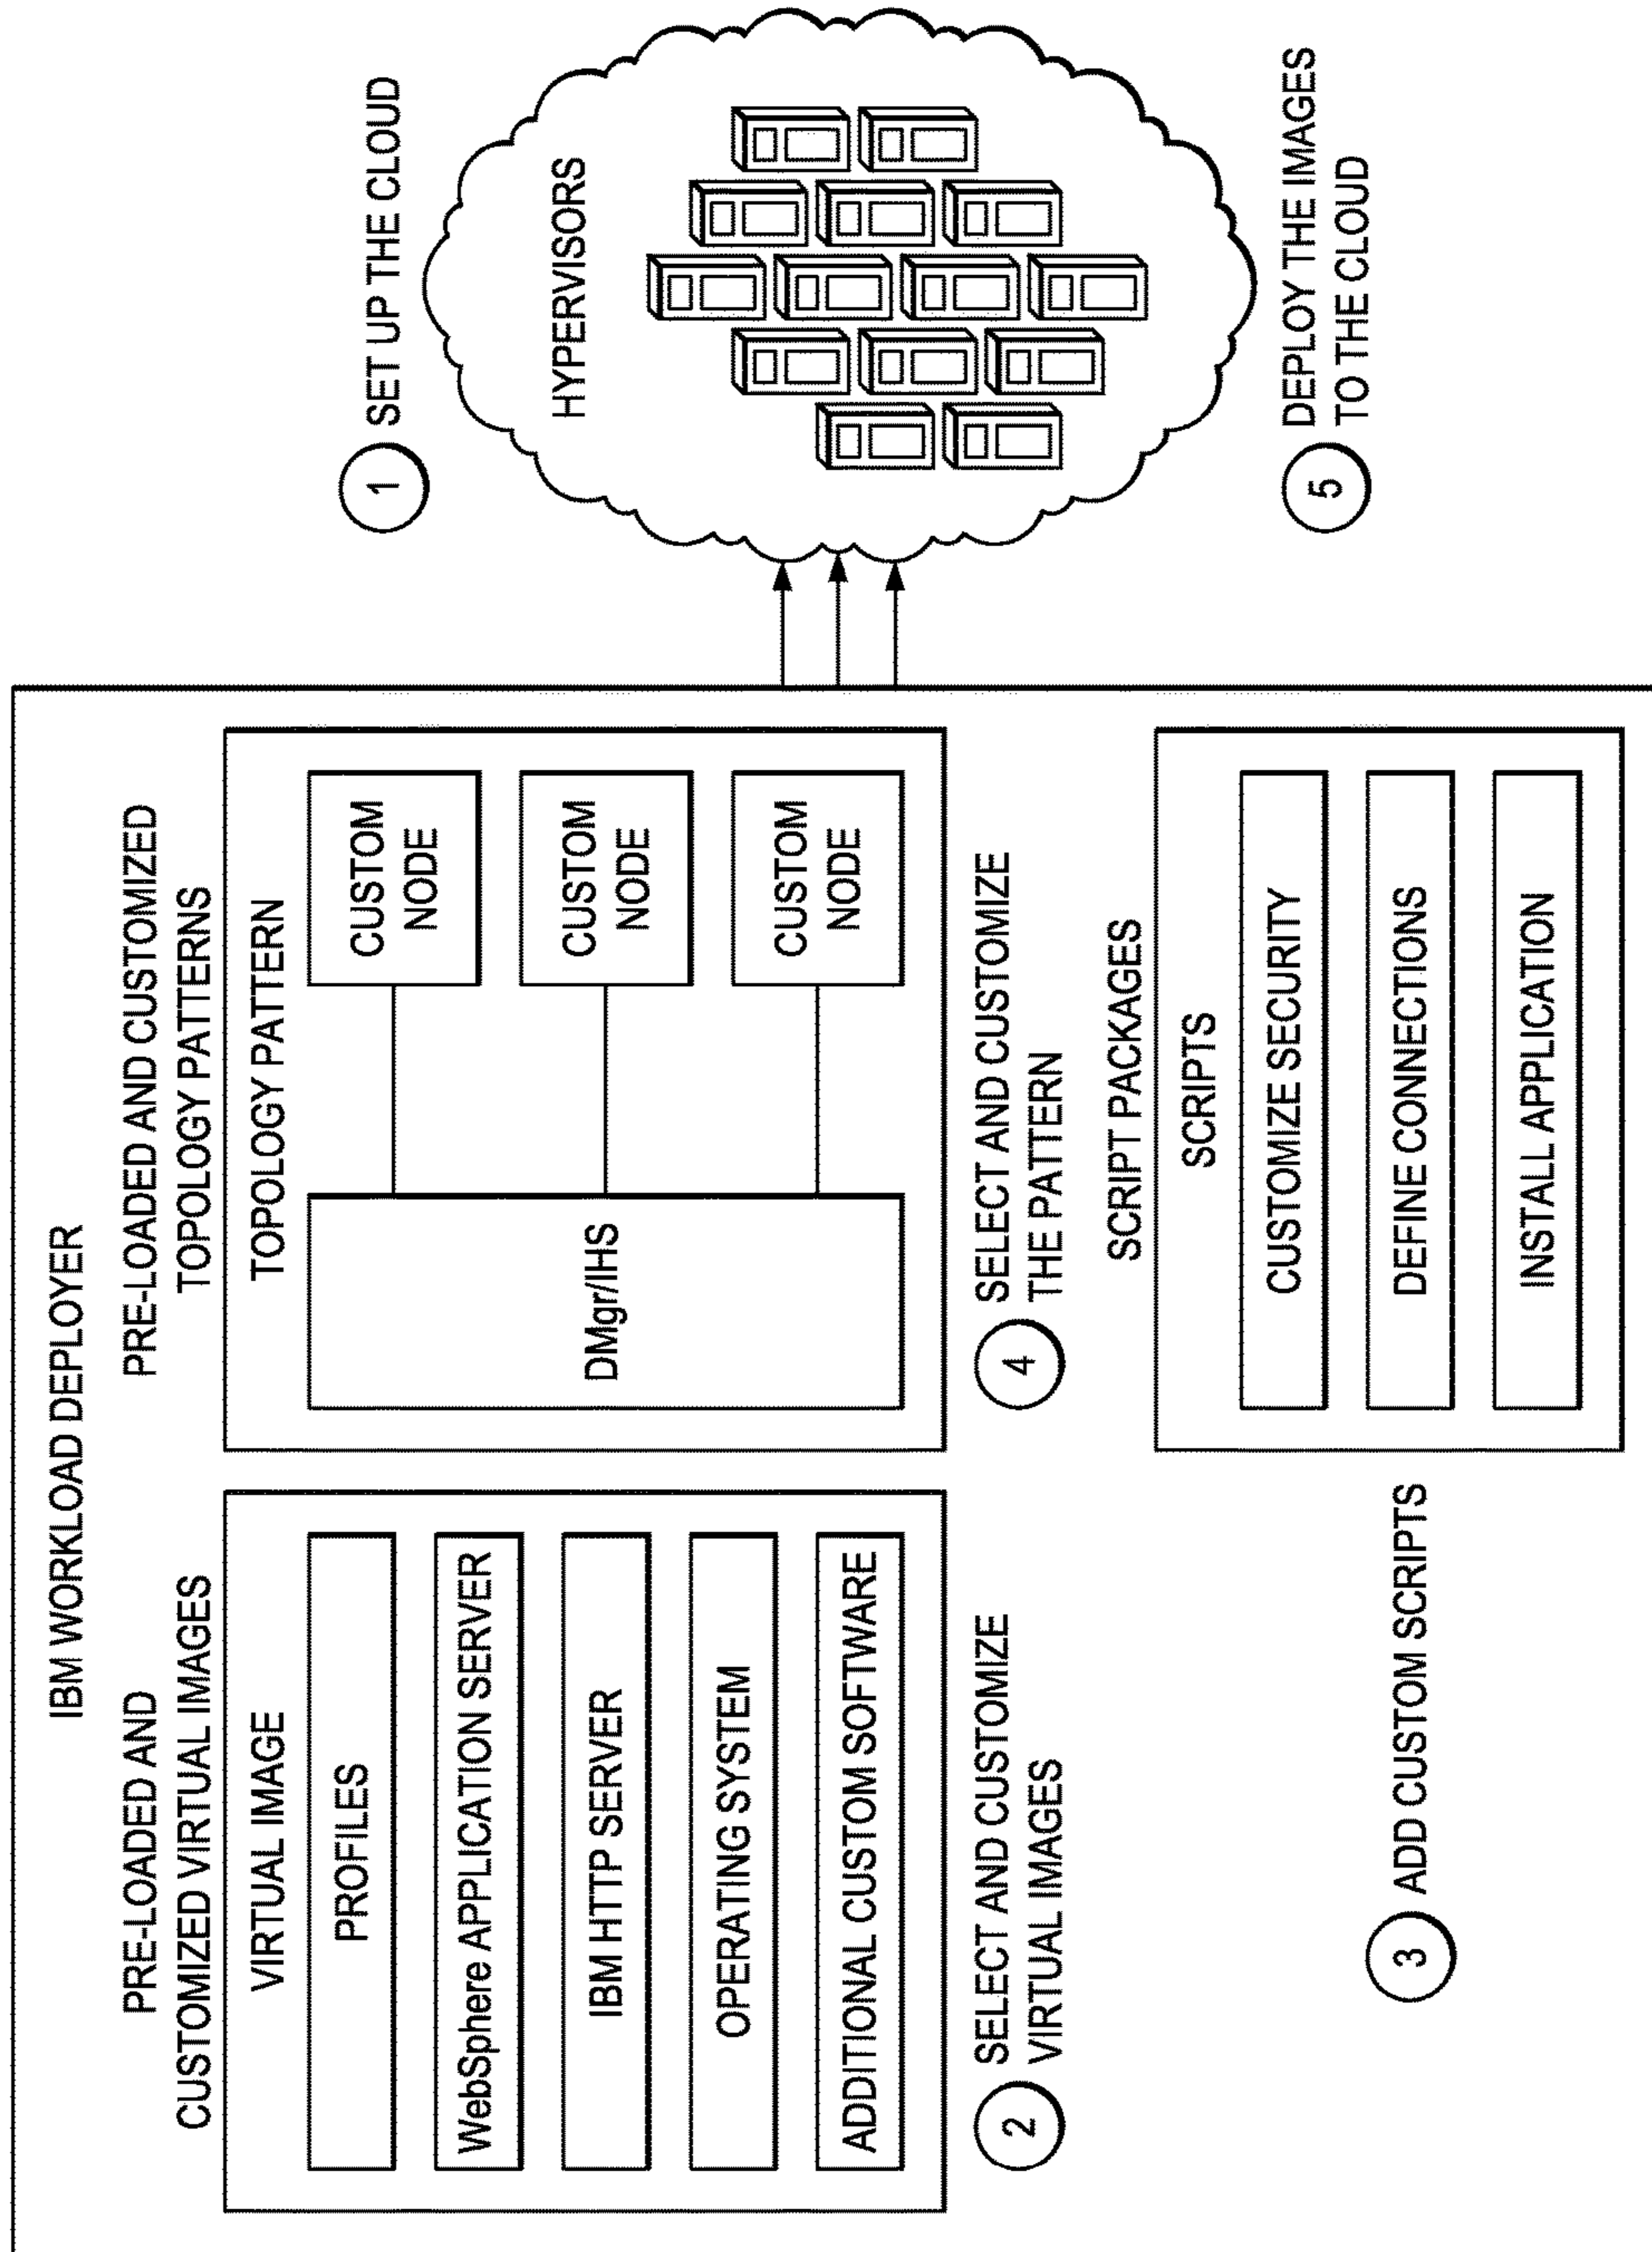 IBM WORKLOAD DEPLOYER
PRE-LOADED AND
CUSTOMIZED VIRTUAL IMAGES
VIRTUAL IMAGE
PROFILES
WebSphere APPLICATION SERVER
IBM HTTP SERVER
OPERATING SYSTEM
ADDITIONAL CUSTOM SOFTWARE
2
SELECT AND CUSTOMIZE
VIRTUAL IMAGES
PRE-LOADED AND CUSTOMIZED
TOPOLOGY PATTERNS
TOPOLOGY PATTERN
DMgr/IHS
CUSTOM
NODE
CUSTOM
NODE
CUSTOM
NODE
4
SELECT AND CUSTOMIZE
THE PATTERN
3
ADD CUSTOM SCRIPTS
SCRIPT PACKAGES
SCRIPTS
CUSTOMIZE SECURITY
DEFINE CONNECTIONS
INSTALL APPLICATION
1
SET UP THE CLOUD
HYPERVISORS
5
DEPLOY THE IMAGES
TO THE CLOUD